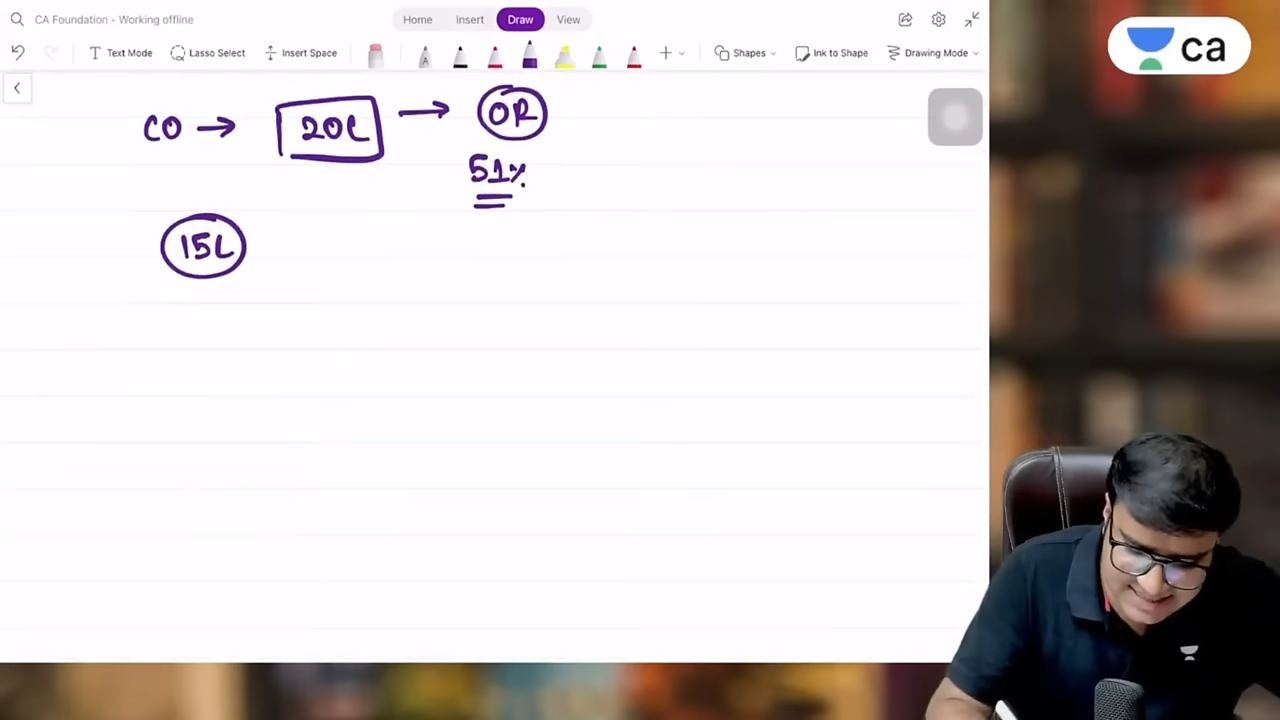 CA Foundation - Working offline
Home Insert Draw View
Text Mode Lasso Select Insert Space Shapes Ink to Shape Drawing Mode
ca
CO → 20L → OR
51%
15L